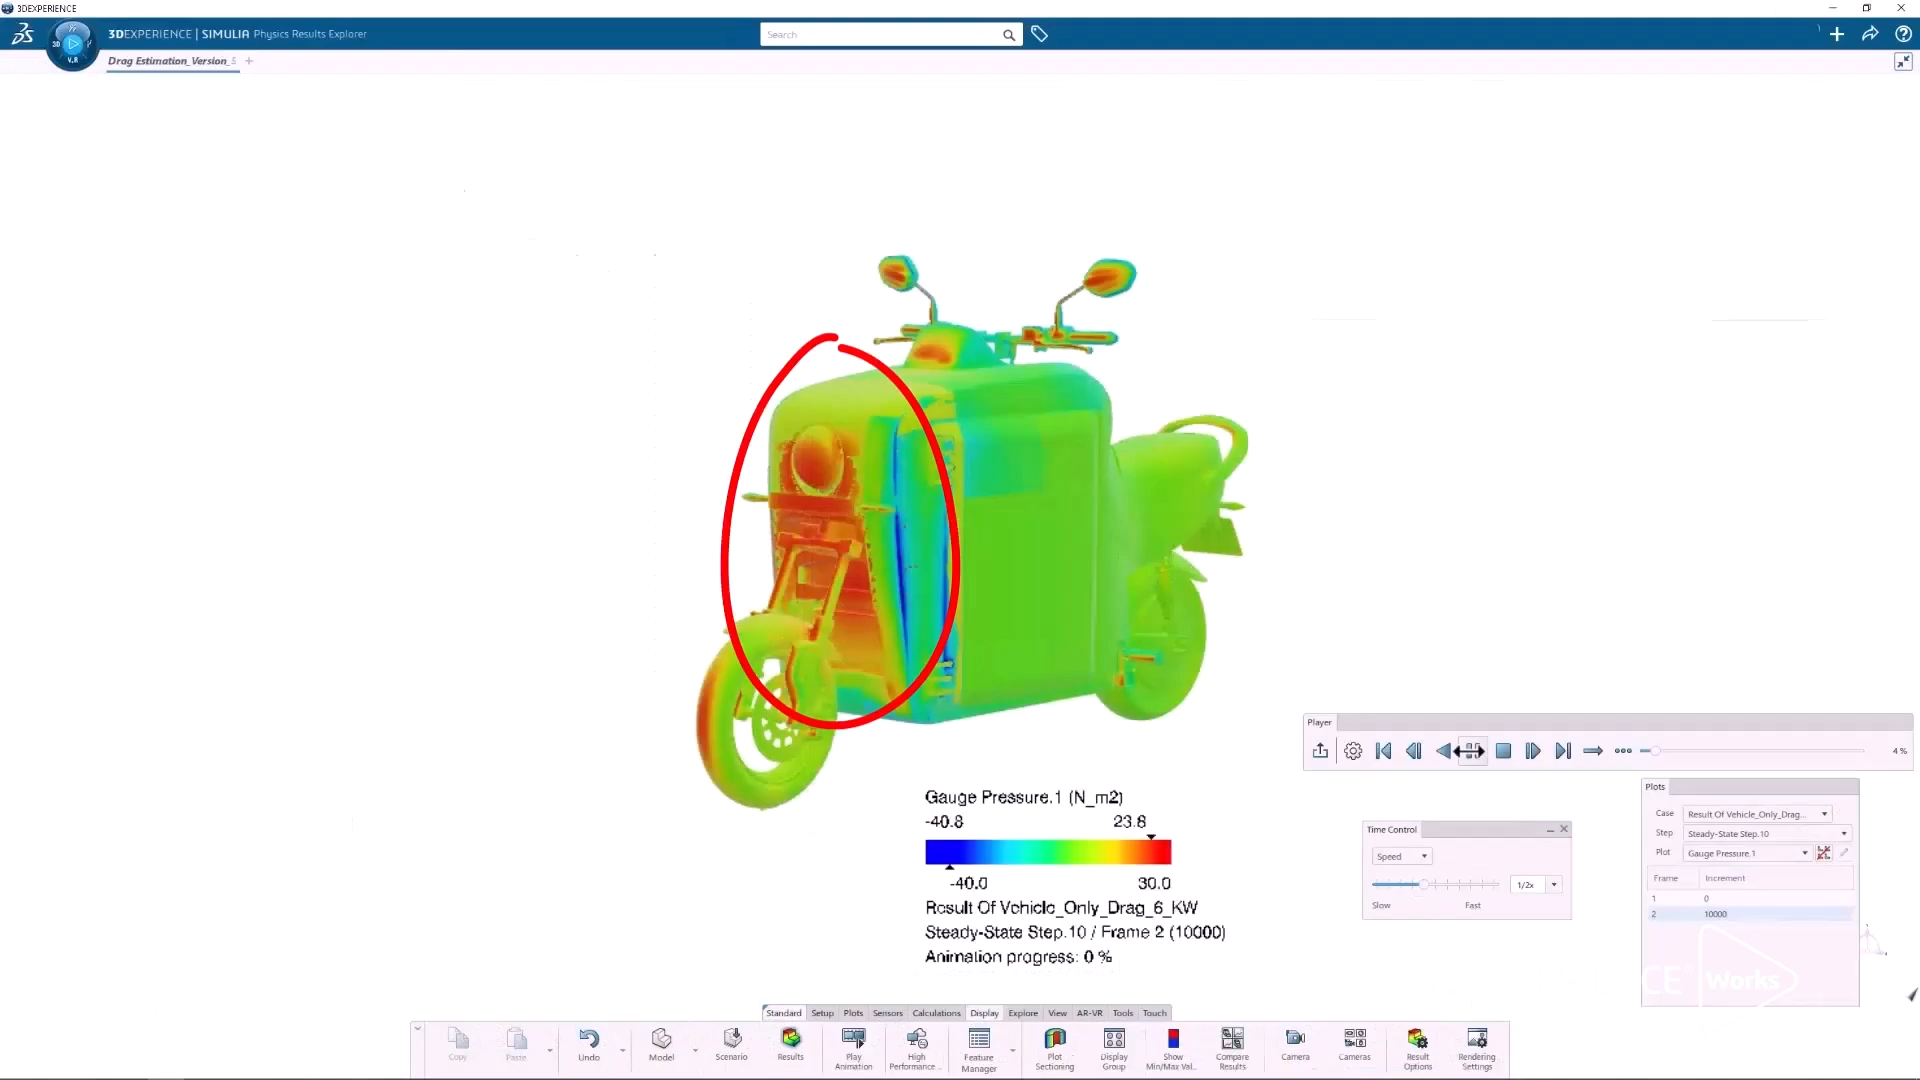 3DEXPERIENCE
3DEXPERIENCE | SIMULIA Physics Results Explorer
Search
3D
V.R
Drag Estimation_Version_5
Gauge Pressure.1 (N_m2)
-40.8 23.8
-40.0 30.0
Result Of Vehicle_Only_Drag_6_KW
Steady-State Step.10 / Frame 2 (10000)
Animation progress: 0 %
Player
4 %
Time Control
Speed
1/2x
Slow Fast
Plots
Case Result Of Vehicle_Only_Drag...
Step Steady-State Step.10
Plot Gauge Pressure.1
Frame Increment
1 0
2 10000
CE Works
Standard Setup Plots Sensors Calculations Display Explore View AR-VR Tools Touch
Copy Paste Undo Model Scenario Results Play Animation High Performance... Feature Manager Plot Sectioning Display Group Show Min/Max Val... Compare Results Camera Cameras Result Options Rendering Settings